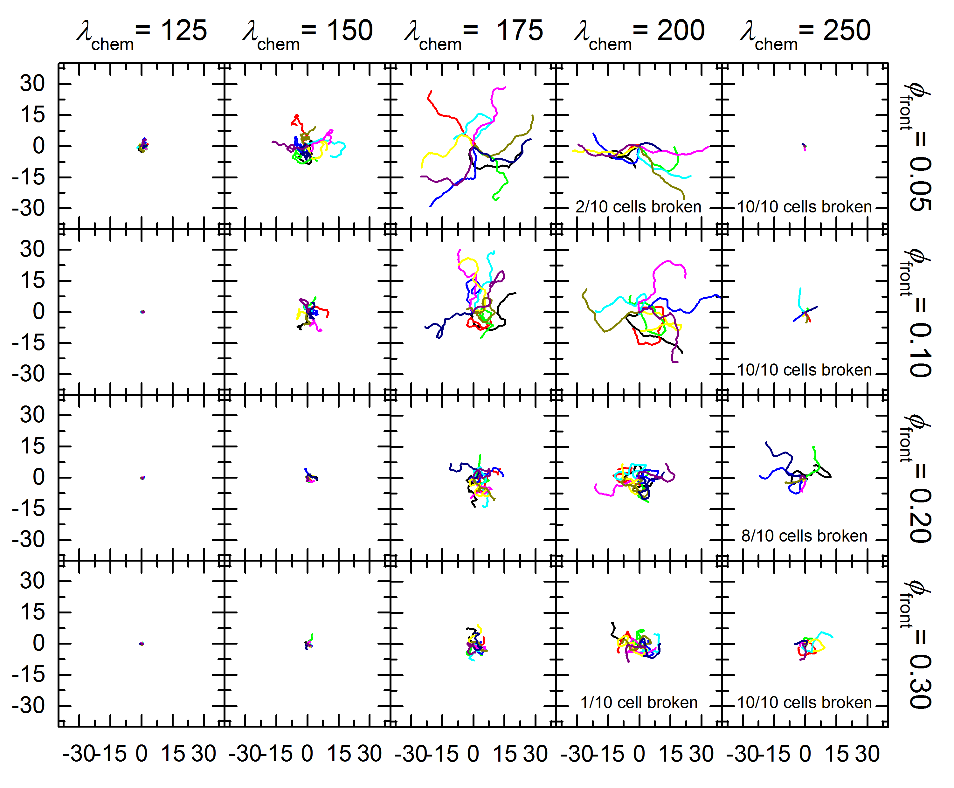 λchem = 125 λchem = 150 λchem = 175 λchem = 200 λchem = 250
30
15
0
-15
-30
2/10 cells broken 10/10 cells broken
ϕfront = 0.05
30
15
0
-15
-30
10/10 cells broken
ϕfront = 0.10
30
15
0
-15
-30
8/10 cells broken
ϕfront = 0.20
30
15
0
-15
-30
1/10 cell broken 10/10 cells broken
ϕfront = 0.30
-30 -15 0 15 30 -30 -15 0 15 30 -30 -15 0 15 30 -30 -15 0 15 30 -30 -15 0 15 30